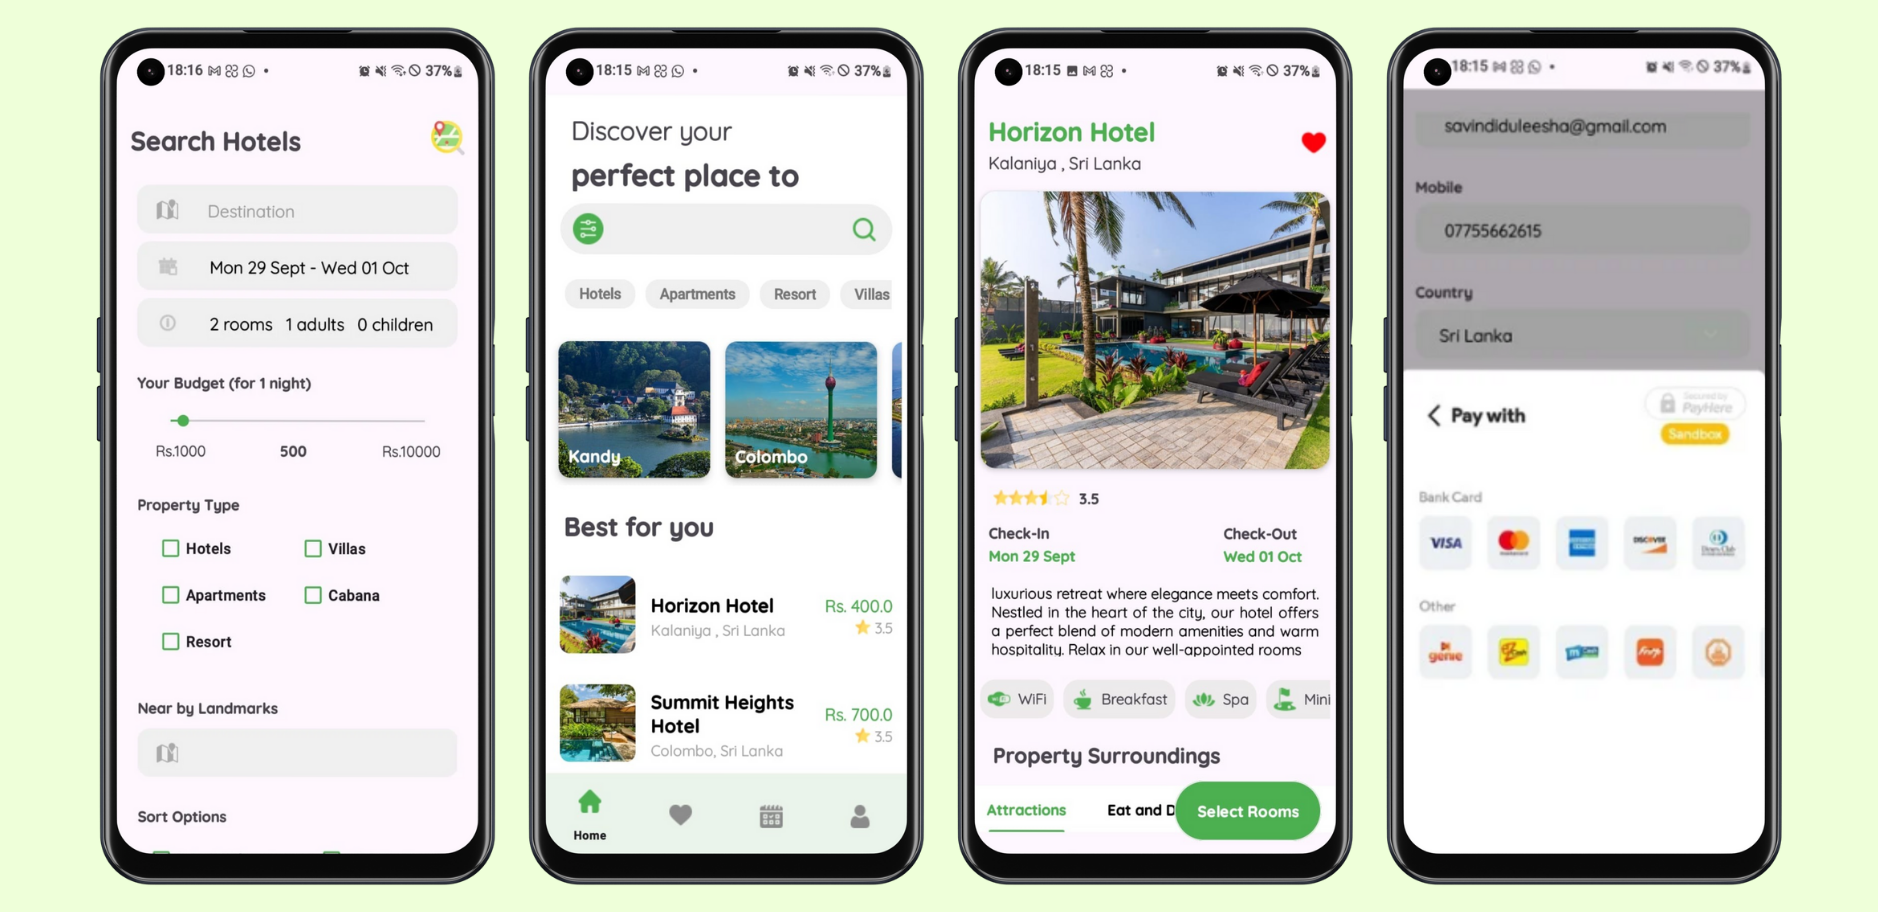 18:16
37%
Search Hotels
Destination
Mon 29 Sept - Wed 01 Oct
2 rooms 1 adults 0 children
Your Budget (for 1 night)
Rs.1000 500 Rs.10000
Property Type
Hotels Villas
Apartments Cabana
Resort
Near by Landmarks
Sort Options
18:15
37%
Discover your
perfect place to
Hotels Apartments Resort Villas
Kandy Colombo
Best for you
Horizon Hotel Rs. 400.0
Kalaniya , Sri Lanka 3.5
Summit Heights
Hotel Rs. 700.0
Colombo, Sri Lanka 3.5
Home
18:15
37%
Horizon Hotel
Kalaniya , Sri Lanka
3.5
Check-In Check-Out
Mon 29 Sept Wed 01 Oct
luxurious retreat where elegance meets comfort.
Nestled in the heart of the city, our hotel offers
a perfect blend of modern amenities and warm
hospitality. Relax in our well-appointed rooms
WiFi Breakfast Spa Mini
Property Surroundings
Attractions Eat and D Select Rooms
18:15
37%
savindiduleesha@gmail.com
Mobile
07755662615
Country
Sri Lanka
Pay with
Secured by
PayHere
Sandbox
Bank Card
VISA DISCOVER
Other
genie